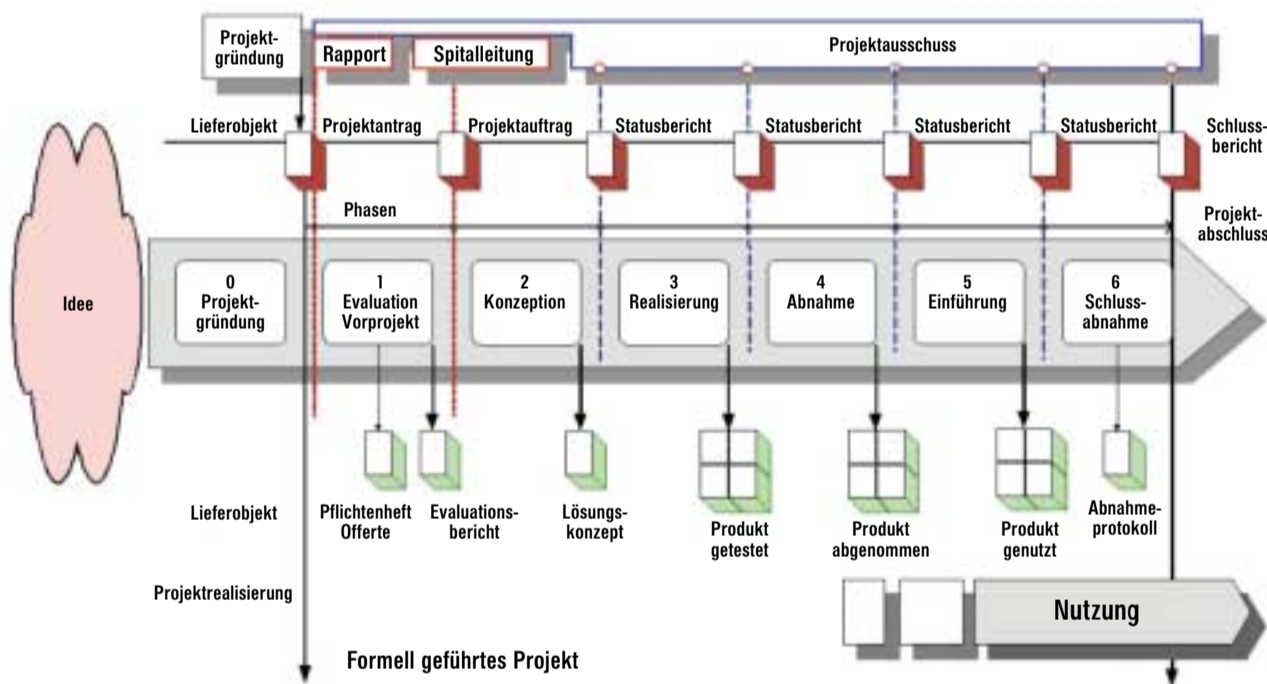 Projekt-
gründung
Rapport
Spitalleitung
Projektausschuss
Lieferobjekt
Projektantrag
Projektauftrag
Statusbericht
Statusbericht
Statusbericht
Statusbericht
Schluss-
bericht
Phasen
Projekt-
abschluss
Idee
0
Projekt-
gründung
1
Evaluation
Vorprojekt
2
Konzeption
3
Realisierung
4
Abnahme
5
Einführung
6
Schluss-
abnahme
Lieferobjekt
Pflichtenheft
Offerte
Evaluations-
bericht
Lösungs-
konzept
Produkt
getestet
Produkt
abgenommen
Produkt
genutzt
Abnahme-
protokoll
Projektrealisierung
Nutzung
Formell geführtes Projekt